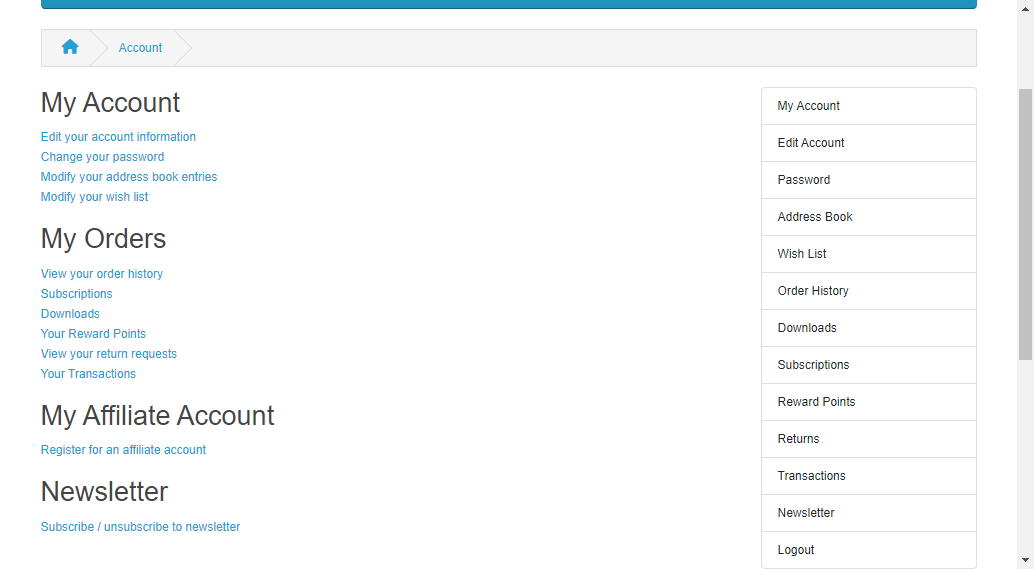 Account
My Account
Edit your account information
Change your password
Modify your address book entries
Modify your wish list
My Orders
View your order history
Subscriptions
Downloads
Your Reward Points
View your return requests
Your Transactions
My Affiliate Account
Register for an affiliate account
Newsletter
Subscribe / unsubscribe to newsletter
My Account
Edit Account
Password
Address Book
Wish List
Order History
Downloads
Subscriptions
Reward Points
Returns
Transactions
Newsletter
Logout